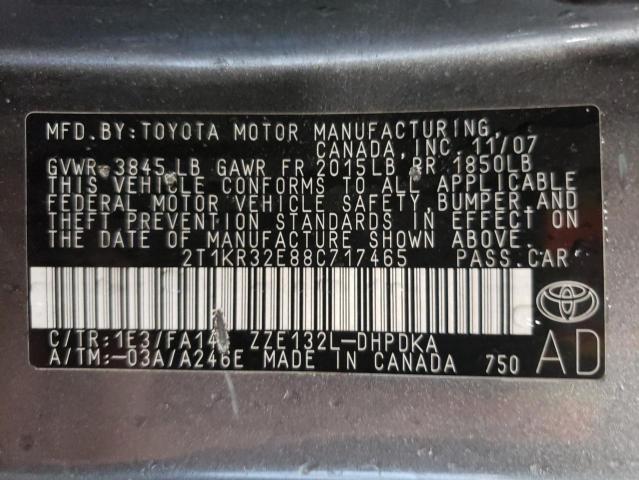 MFD.BY:TOYOTA MOTOR MANUFACTURING,
CANADA,INC. 11/07
GVWR 3845 LB GAWR FR 2015LB RR 1850LB
THIS VEHICLE CONFORMS TO ALL APPLICABLE
FEDERAL MOTOR VEHICLE SAFETY, BUMPER AND
THEFT PREVENTION STANDARDS IN EFFECT ON
THE DATE OF MANUFACTURE SHOWN ABOVE.
2T1KR32E88C717465 PASS.CAR
C/TR:1E3/FA14 ZZE132L-DHPDKA
A/TM:-03A/A246E MADE IN CANADA 750
AD